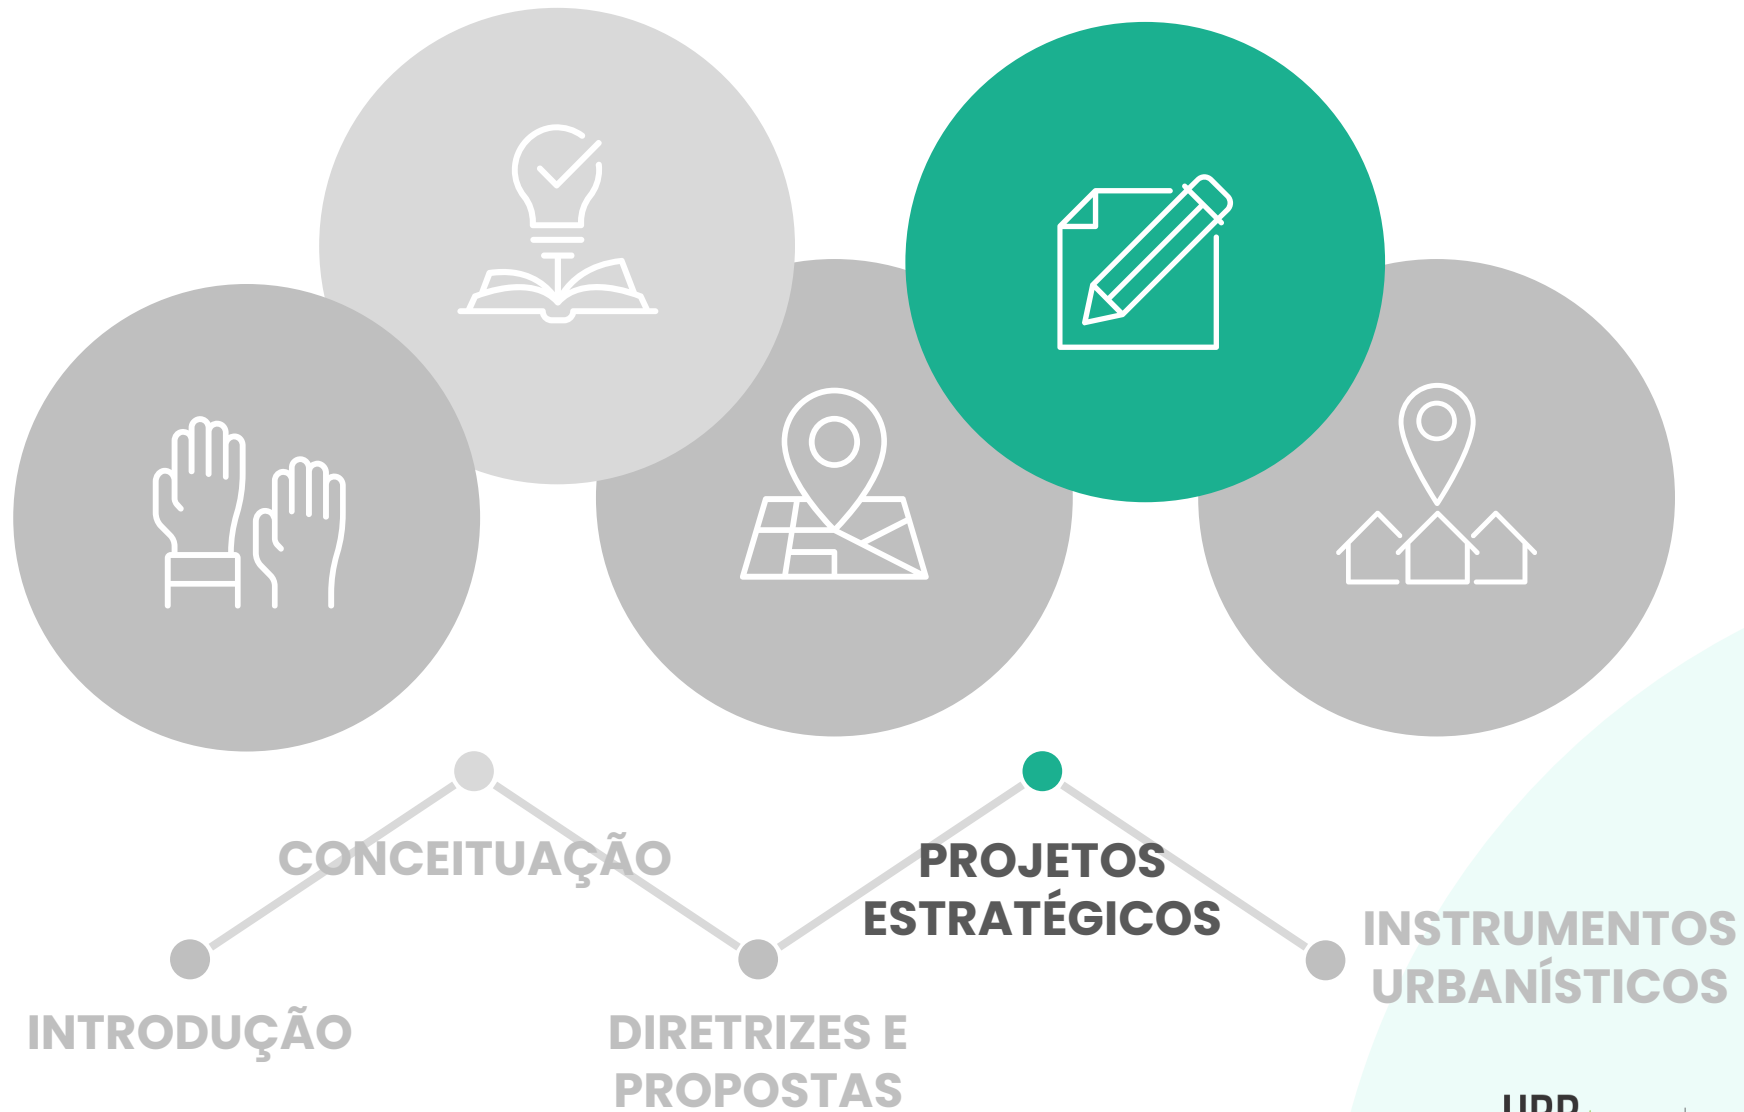 CONCEITUAÇÃO
PROJETOS
ESTRATÉGICOS
INSTRUMENTOS
URBANÍSTICOS
INTRODUÇÃO
DIRETRIZES E
PROPOSTAS